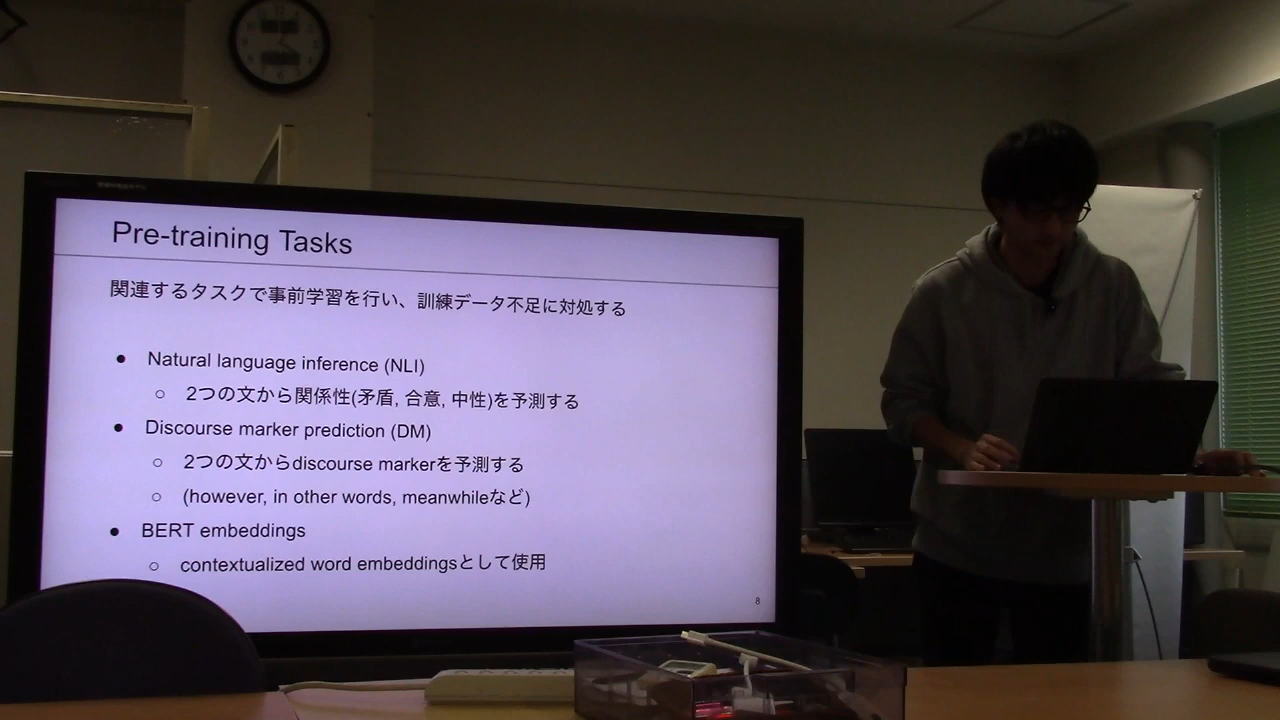 Pre-training Tasks
関連するタスクで事前学習を行い、訓練データ不足に対処する
● Natural language inference (NLI)
○ 2つの文から関係性(矛盾, 合意, 中性)を予測する
● Discourse marker prediction (DM)
○ 2つの文からdiscourse markerを予測する
○ (however, in other words, meanwhileなど)
● BERT embeddings
○ contextualized word embeddingsとして使用
8